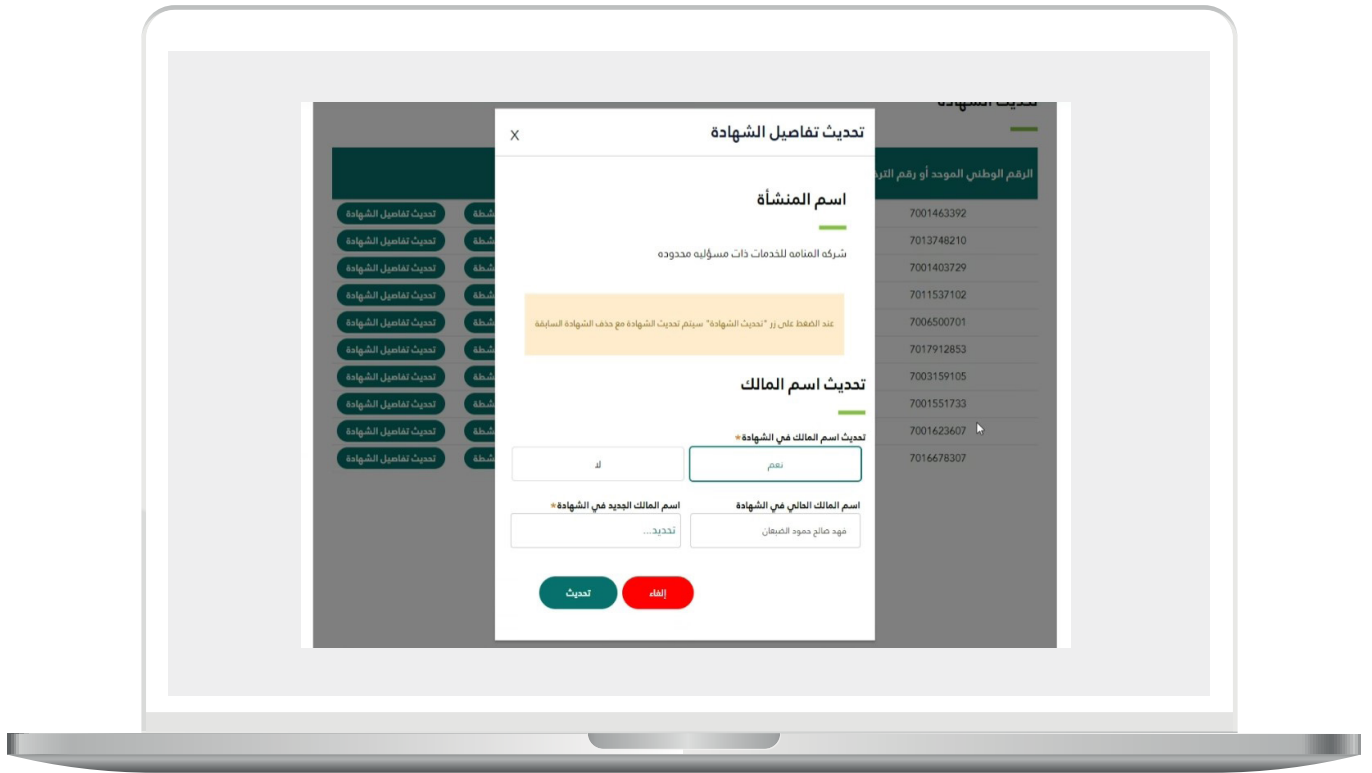 تحديث الشهادة
تحديث تفاصيل الشهادة
X
اسم المنشأة
شركه المنامه للخدمات ذات مسؤليه محدوده
عند الضغط على زر "تحديث الشهادة" سيتم تحديث الشهادة مع حذف الشهادة السابقة
تحديث اسم المالك
تحديث اسم المالك في الشهادة*
نعم
لا
اسم المالك الحالي في الشهادة
اسم المالك الجديد في الشهادة*
فهد صالح حمود الضبعان
تحديد...
إلغاء
تحديث
الرقم الوطني الموحد أو رقم
7001463392
تحديث تفاصيل الشهادة
7013748210
تحديث تفاصيل الشهادة
7001403729
تحديث تفاصيل الشهادة
7011537102
تحديث تفاصيل الشهادة
7006500701
تحديث تفاصيل الشهادة
7017912853
تحديث تفاصيل الشهادة
7003159105
تحديث تفاصيل الشهادة
7001551733
تحديث تفاصيل الشهادة
7001623607
تحديث تفاصيل الشهادة
7016678307
تحديث تفاصيل الشهادة